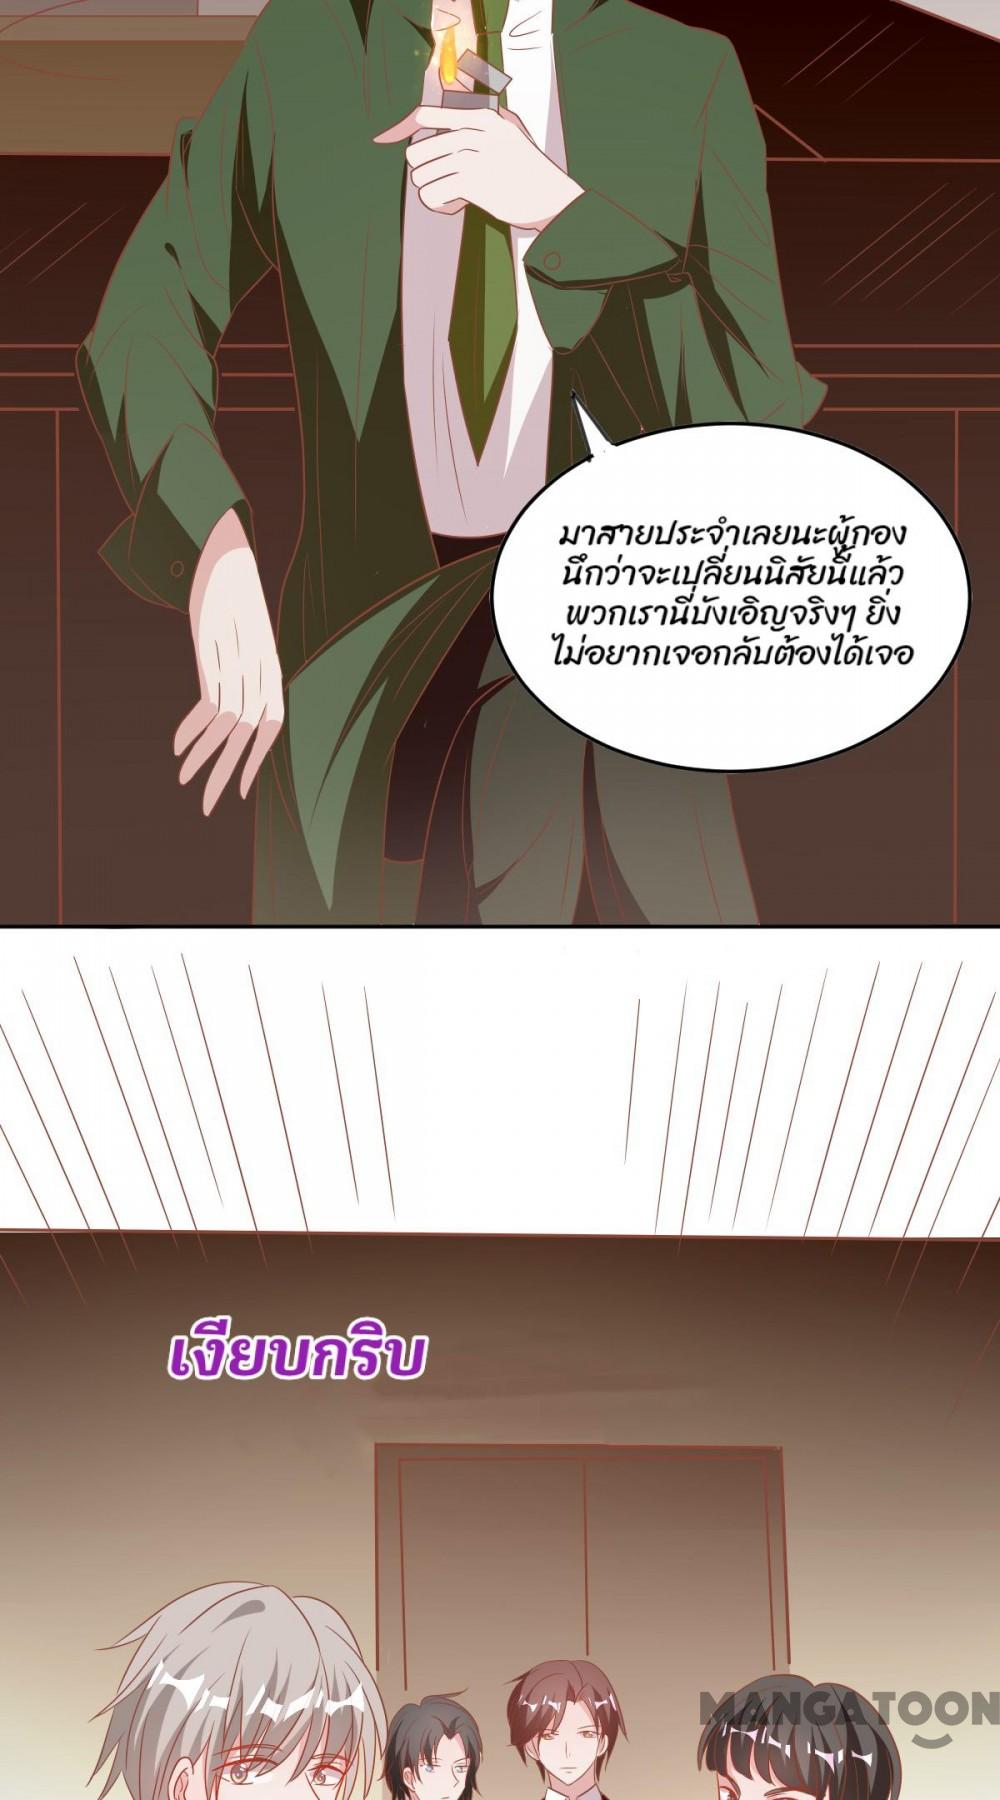 มาสายประจำเลยนะผู้กอง
นึกว่าจะเปลี่ยนนิสัยนี้แล้ว
พวกเรานี่บังเอิญจริงๆ ยิ่ง
ไม่อยากเจอกลับต้องได้เจอ
เงียบกริบ
MANGATOON